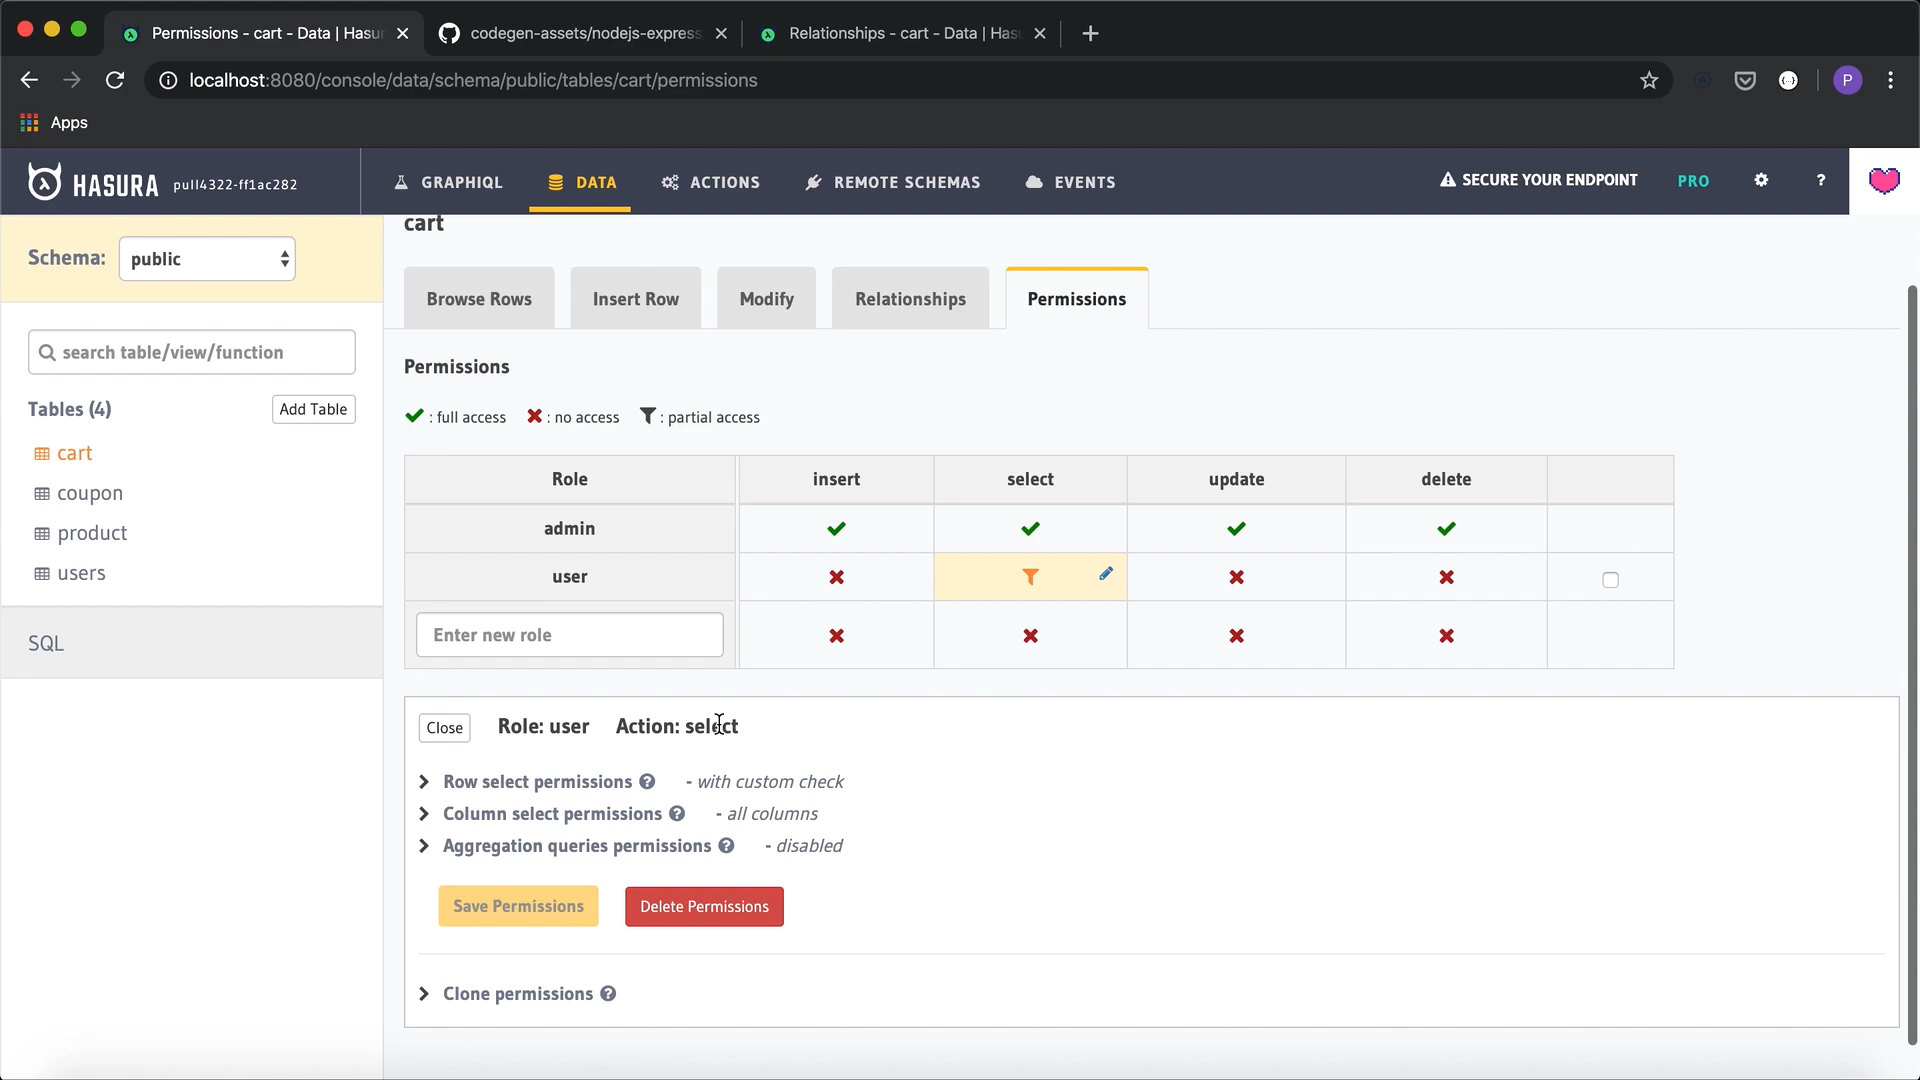 Permissions - cart - Data | Hasu
codegen-assets/nodejs-express
Relationships - cart - Data | Has
localhost:8080/console/data/schema/public/tables/cart/permissions
P
Apps
HASURA pull4322-ff1ac282
GRAPHIQL
DATA
ACTIONS
REMOTE SCHEMAS
EVENTS
SECURE YOUR ENDPOINT
PRO
?
Schema: public
search table/view/function
Tables (4) Add Table
cart
coupon
product
users
SQL
cart
Browse Rows
Insert Row
Modify
Relationships
Permissions
Permissions
: full access : no access : partial access
Role insert select update delete
admin
user
Enter new role
Close Role: user Action: select
Row select permissions ? - with custom check
Column select permissions ? - all columns
Aggregation queries permissions ? - disabled
Save Permissions Delete Permissions
Clone permissions ?